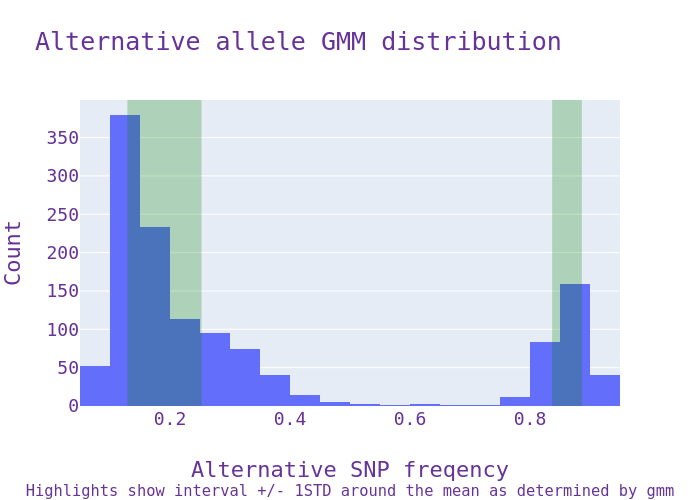 Alternative allele GMM distribution
350
300
250
200
150
100
50
0
Count
0.2 0.4 0.6 0.8
Alternative SNP freqency
Highlights show interval +/- 1STD around the mean as determined by gmm